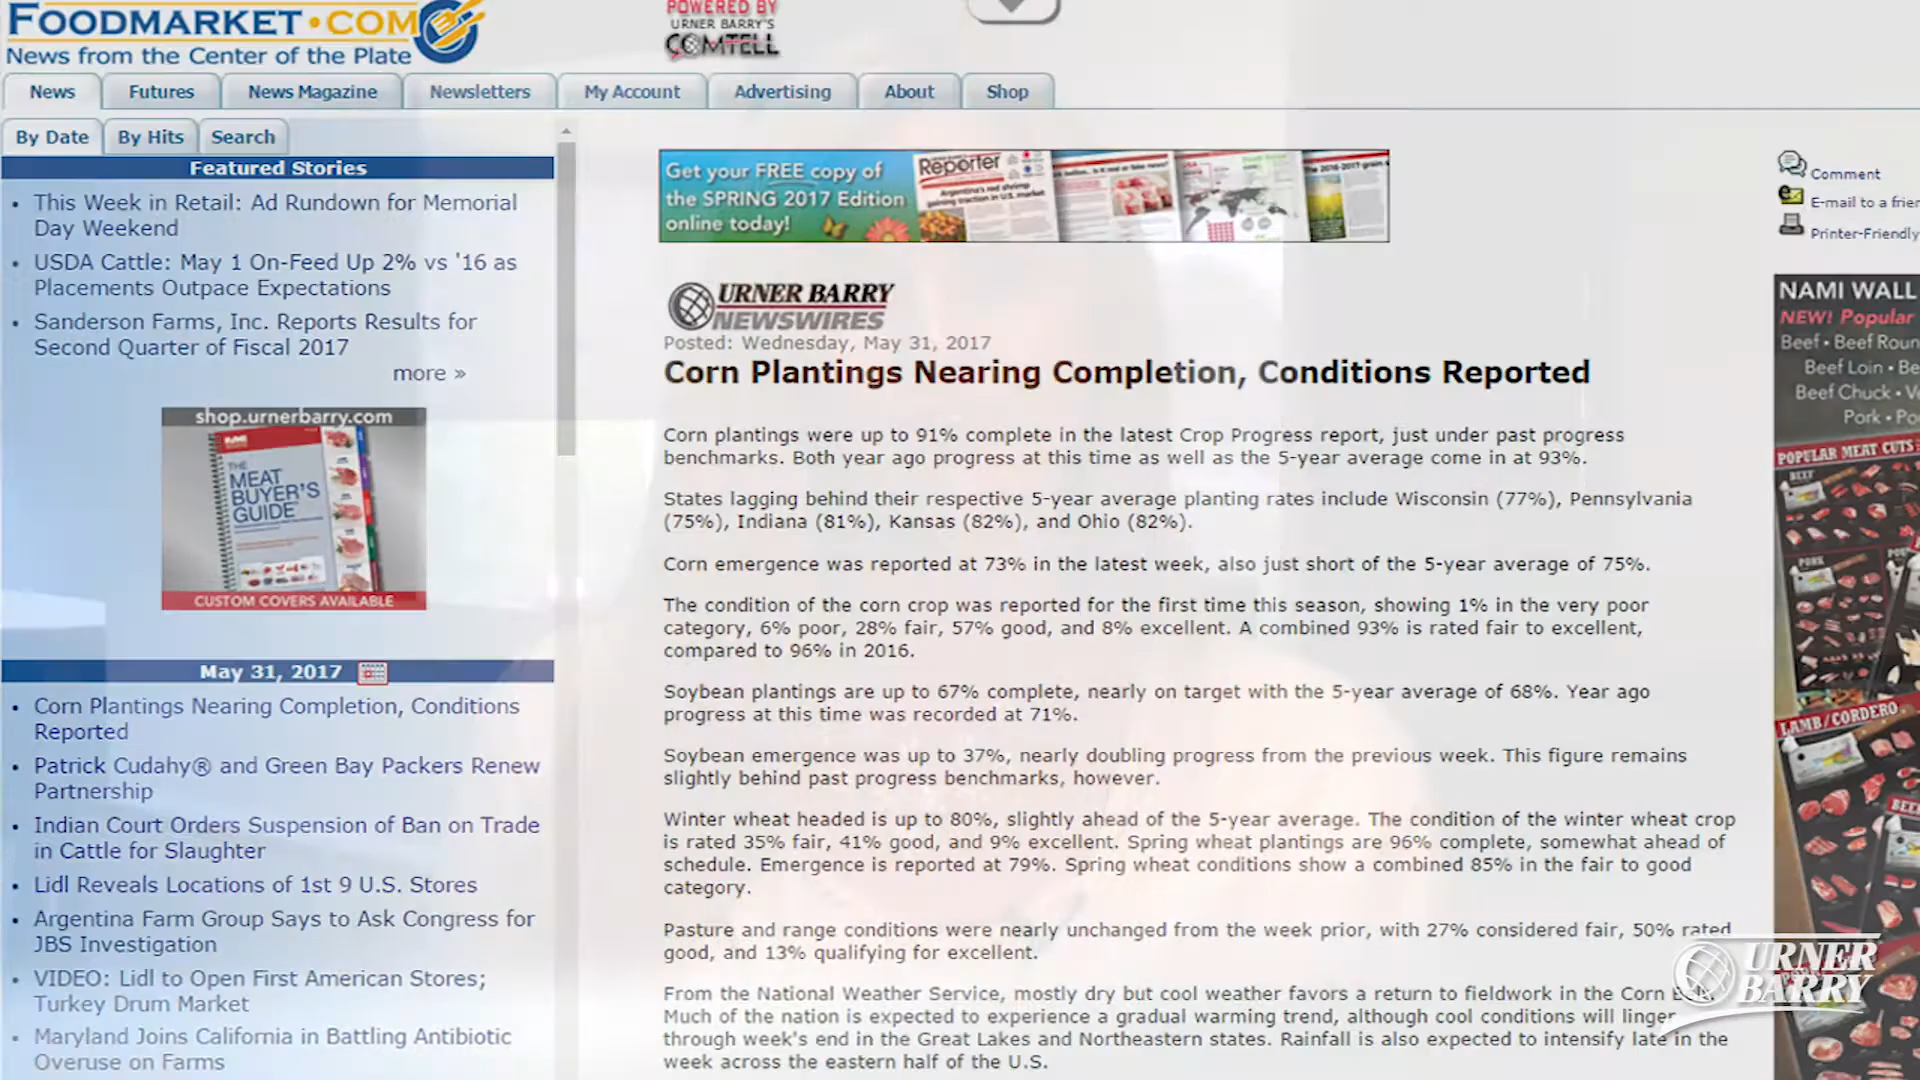 FOODMARKET.COM
News from the Center of the Plate
POWERED BY
URNER BARRY'S
COMTELL
News
Futures
News Magazine
Newsletters
My Account
Advertising
About
Shop
By Date
By Hits
Search
Featured Stories
• This Week in Retail: Ad Rundown for Memorial
Day Weekend
• USDA Cattle: May 1 On-Feed Up 2% vs '16 as
Placements Outpace Expectations
• Sanderson Farms, Inc. Reports Results for
Second Quarter of Fiscal 2017
more »
shop.urnerbarry.com
THE
MEAT
BUYER'S
GUIDE
CUSTOM COVERS AVAILABLE
May 31, 2017
• Corn Plantings Nearing Completion, Conditions
Reported
• Patrick Cudahy® and Green Bay Packers Renew
Partnership
• Indian Court Orders Suspension of Ban on Trade
in Cattle for Slaughter
• Lidl Reveals Locations of 1st 9 U.S. Stores
• Argentina Farm Group Says to Ask Congress for
JBS Investigation
• VIDEO: Lidl to Open First American Stores;
Turkey Drum Market
• Maryland Joins California in Battling Antibiotic
Overuse on Farms
Get your FREE copy of
the SPRING 2017 Edition
online today!
Reporter
Argentina's red shrimp
gaining traction in U.S. market
URNER BARRY
NEWSWIRES
Posted: Wednesday, May 31, 2017
Corn Plantings Nearing Completion, Conditions Reported
Corn plantings were up to 91% complete in the latest Crop Progress report, just under past progress
benchmarks. Both year ago progress at this time as well as the 5-year average come in at 93%.
States lagging behind their respective 5-year average planting rates include Wisconsin (77%), Pennsylvania
(75%), Indiana (81%), Kansas (82%), and Ohio (82%).
Corn emergence was reported at 73% in the latest week, also just short of the 5-year average of 75%.
The condition of the corn crop was reported for the first time this season, showing 1% in the very poor
category, 6% poor, 28% fair, 57% good, and 8% excellent. A combined 93% is rated fair to excellent,
compared to 96% in 2016.
Soybean plantings are up to 67% complete, nearly on target with the 5-year average of 68%. Year ago
progress at this time was recorded at 71%.
Soybean emergence was up to 37%, nearly doubling progress from the previous week. This figure remains
slightly behind past progress benchmarks, however.
Winter wheat headed is up to 80%, slightly ahead of the 5-year average. The condition of the winter wheat crop
is rated 35% fair, 41% good, and 9% excellent. Spring wheat plantings are 96% complete, somewhat ahead of
schedule. Emergence is reported at 79%. Spring wheat conditions show a combined 85% in the fair to good
category.
Pasture and range conditions were nearly unchanged from the week prior, with 27% considered fair, 50% rated
good, and 13% qualifying for excellent.
From the National Weather Service, mostly dry but cool weather favors a return to fieldwork in the Corn Belt.
Much of the nation is expected to experience a gradual warming trend, although cool conditions will linger
through week's end in the Great Lakes and Northeastern states. Rainfall is also expected to intensify late in the
week across the eastern half of the U.S.
Comment
E-mail to a frien
Printer-Friendly
NAMI WALL
NEW! Popular
Beef • Beef Roun
Beef Loin • Be
Beef Chuck • V
Pork • Po
POPULAR MEAT CUTS
BEEF
PORK
LAMB/CORDERO
URNER
BARRY